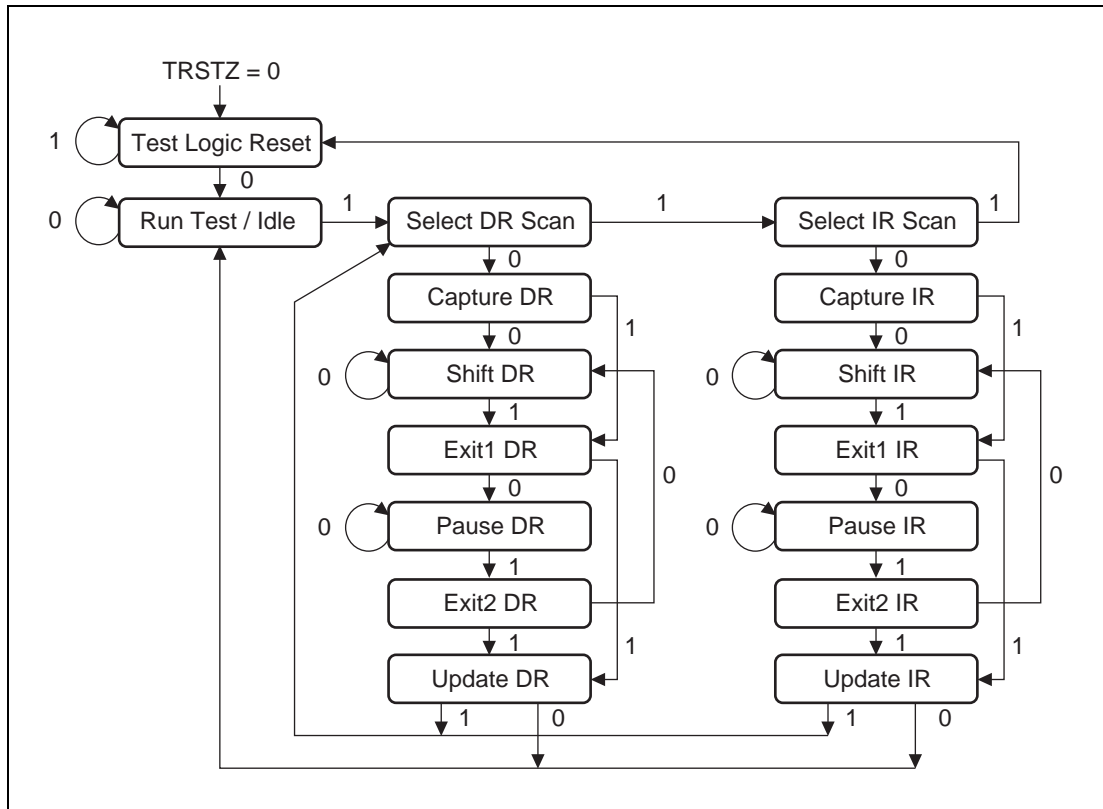 TRSTZ = 0
1
Test Logic Reset
0
0
Run Test / Idle
1
Select DR Scan
1
Select IR Scan
1
0
0
Capture DR
1
Capture IR
1
0
0
0
Shift DR
0
Shift IR
1
1
Exit1 DR
0
Exit1 IR
0
0
0
0
Pause DR
0
Pause IR
1
1
Exit2 DR
Exit2 IR
1
1
1
1
Update DR
Update IR
1
0
1
0